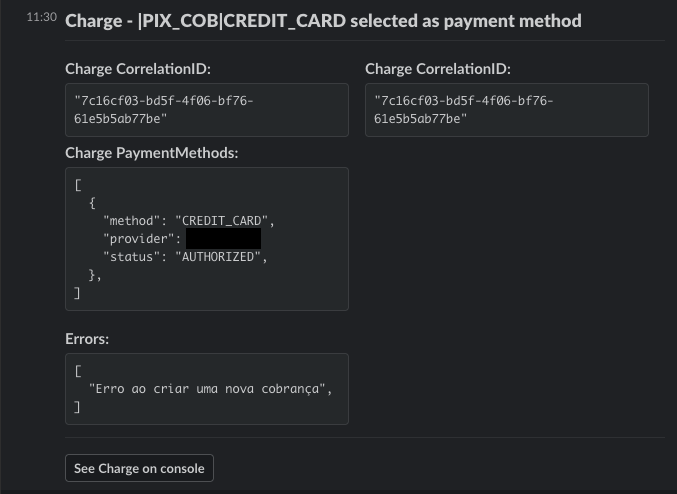 11:30 Charge - |PIX_COB|CREDIT_CARD selected as payment method
Charge CorrelationID:
"7c16cf03-bd5f-4f06-bf76-
61e5b5ab77be"
Charge CorrelationID:
"7c16cf03-bd5f-4f06-bf76-
61e5b5ab77be"
Charge PaymentMethods:
[
{
"method": "CREDIT_CARD",
"provider":
"status": "AUTHORIZED",
},
]
Errors:
[
"Erro ao criar uma nova cobrança",
]
See Charge on console